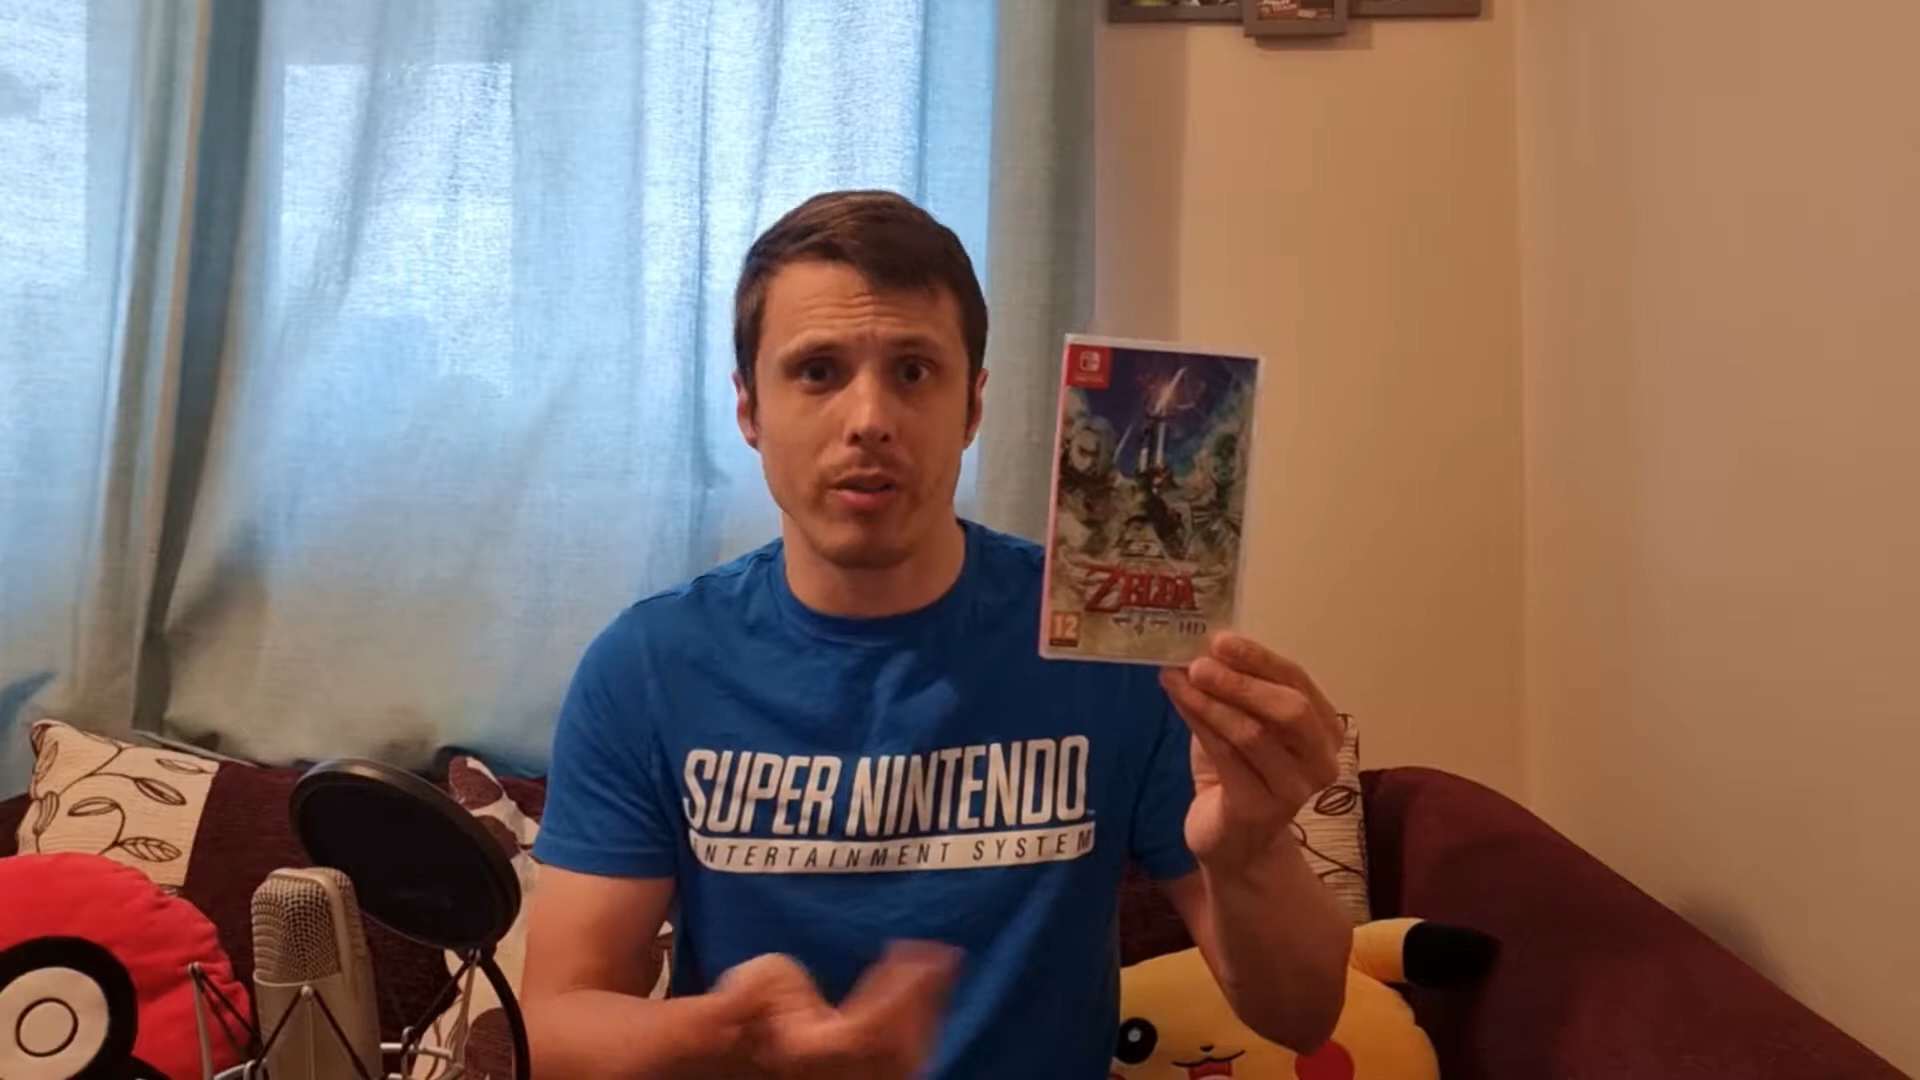 ZELDA
HD
12
SUPER NINTENDO
ENTERTAINMENT SYSTEM